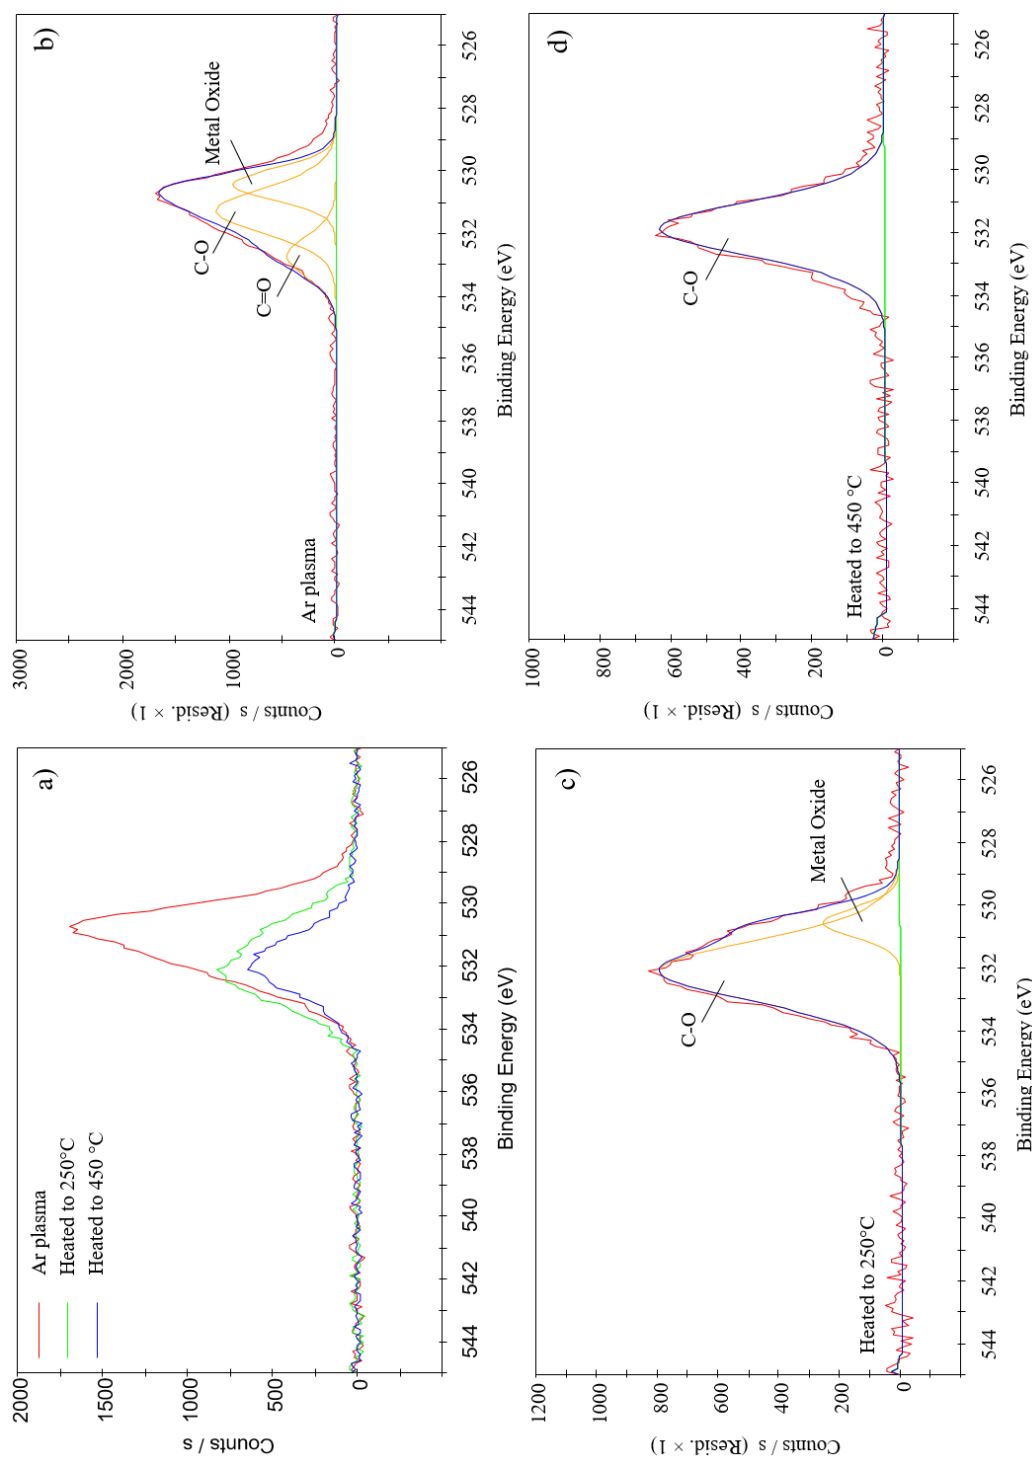 a)
Ar plasma
Heated to 250°C
Heated to 450 °C
Counts / s
2000
1500
1000
500
0
544
542
540
538
536
534
532
530
528
526
Binding Energy (eV)
b)
Ar plasma
C=O
C-O
Metal Oxide
Counts / s (Resid. × 1)
3000
2000
1000
0
544
542
540
538
536
534
532
530
528
526
Binding Energy (eV)
c)
Heated to 250°C
C-O
Metal Oxide
Counts / s (Resid. × 1)
1200
1000
800
600
400
200
0
544
542
540
538
536
534
532
530
528
526
Binding Energy (eV)
d)
Heated to 450 °C
C-O
Counts / s (Resid. × 1)
1000
800
600
400
200
0
544
542
540
538
536
534
532
530
528
526
Binding Energy (eV)